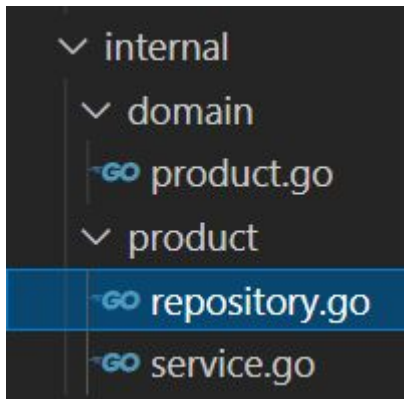 internal
domain
GO product.go
product
GO repository.go
GO service.go